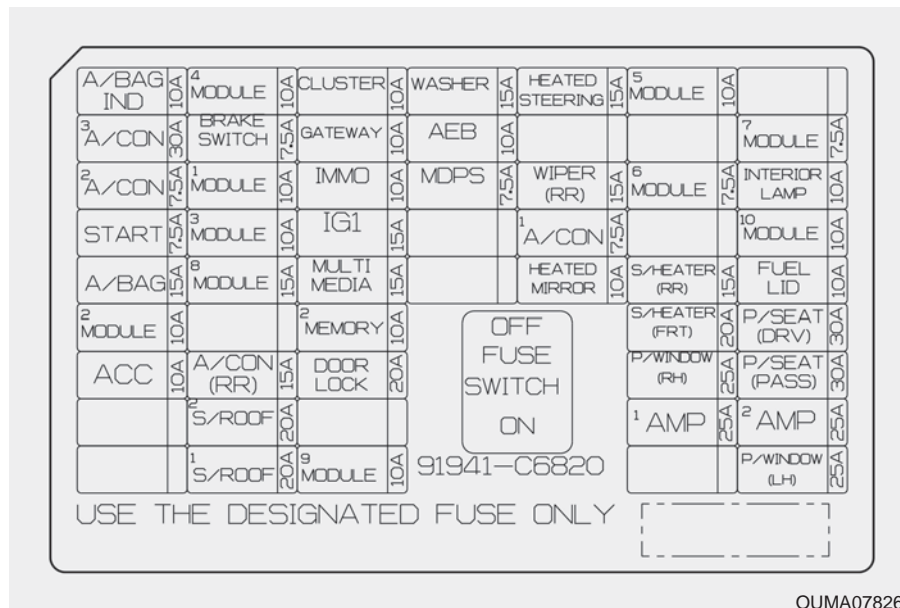 A/BAG IND 10A 4 MODULE 10A CLUSTER 10A WASHER 15A HEATED STEERING 15A 5 MODULE 10A
3 A/CON 30A BRAKE SWITCH 7.5A GATEWAY 10A AEB 10A 7 MODULE 7.5A
2 A/CON 7.5A 1 MODULE 10A IMMO 10A MDPS 7.5A WIPER (RR) 15A 6 MODULE 7.5A INTERIOR LAMP 10A
START 7.5A 3 MODULE 10A IG1 15A 1 A/CON 7.5A 10 MODULE 10A
A/BAG 15A 8 MODULE 15A MULTI MEDIA 15A HEATED MIRROR 10A S/HEATER (RR) 15A FUEL LID 10A
2 MODULE 10A 2 MEMORY 10A S/HEATER (FRT) 20A P/SEAT (DRV) 30A
ACC 10A A/CON (RR) 15A DOOR LOCK 20A P/WINDOW (RH) 25A P/SEAT (PASS) 30A
2 S/ROOF 20A 1 AMP 25A 2 AMP 25A
1 S/ROOF 20A 9 MODULE 10A P/WINDOW (LH) 25A
OFF
FUSE
SWITCH
ON
91941-C6820
USE THE DESIGNATED FUSE ONLY
OUMA07826